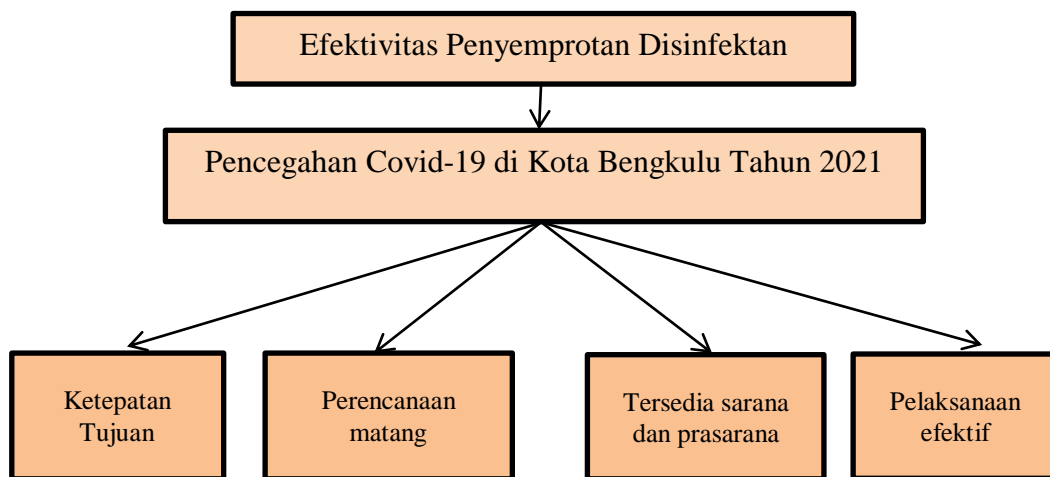 Efektivitas Penyemprotan Disinfektan
Pencegahan Covid-19 di Kota Bengkulu Tahun 2021
Ketepatan
Tujuan
Perencanaan
matang
Tersedia sarana
dan prasarana
Pelaksanaan
efektif